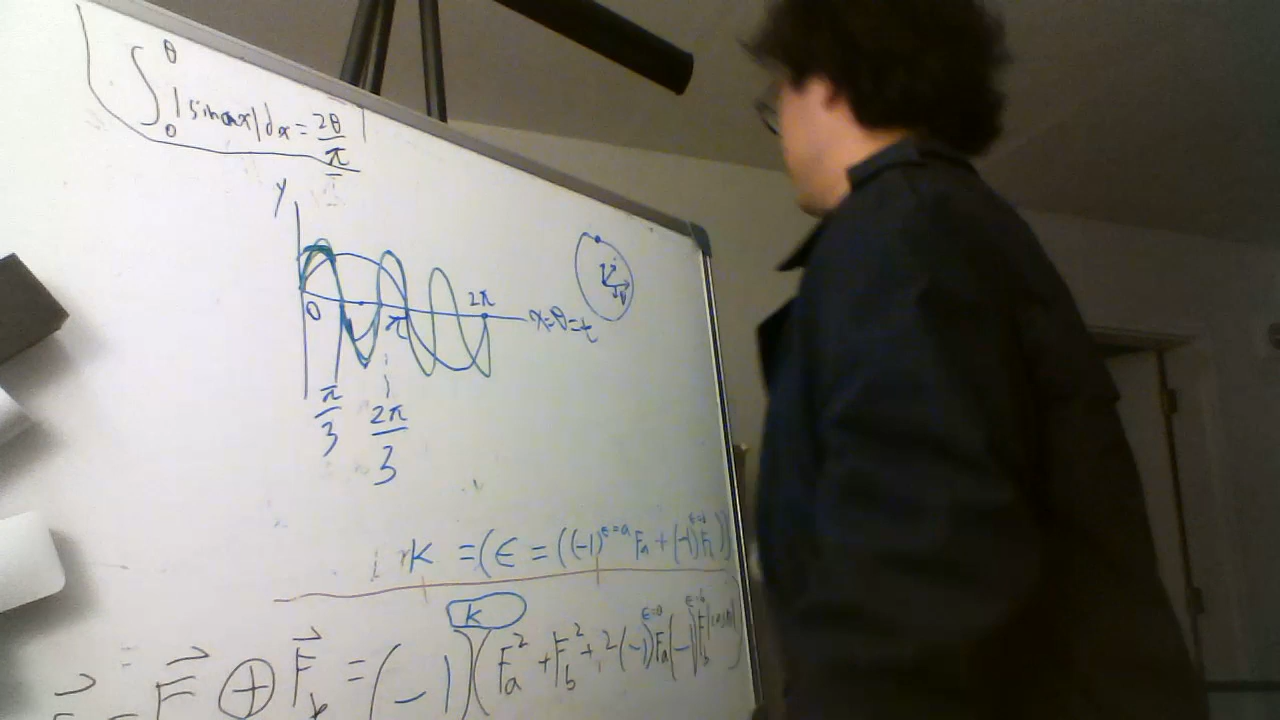 ∫₀^θ |sin ax| dx = 2θ/π
y
0 π 2π x=θ=t
π/3 2π/3
K = (ϵ = ((-1)^{ϵ=a} F_a + (-1)^{ϵ=b} F_b))
K
F⃗ ⊕ F⃗_b = (-1)(F_a² + F_b² + 2(-1)^{ϵ=a} F_a (-1)^{ϵ=b} F_b